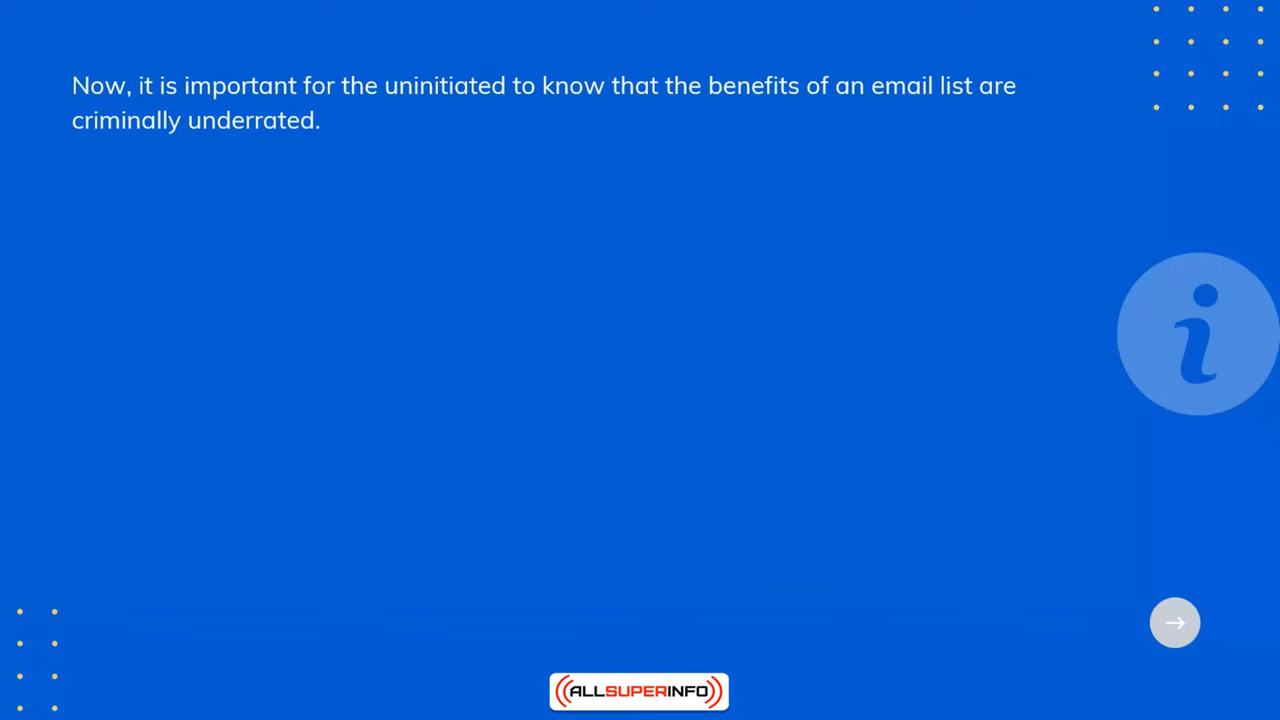 Now, it is important for the uninitiated to know that the benefits of an email list are
criminally underrated.
i
ALLSUPERINFO